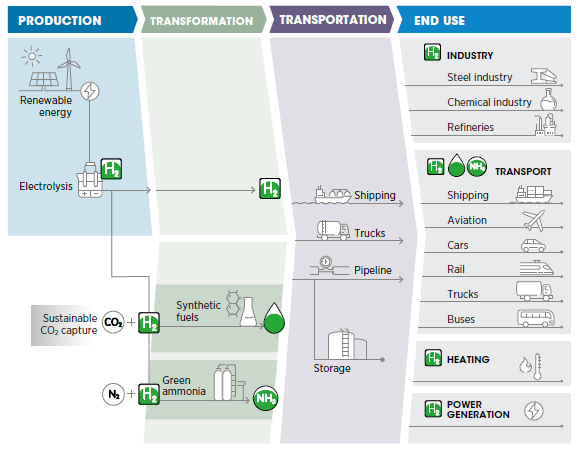 PRODUCTION
TRANSFORMATION
TRANSPORTATION
END USE
Renewable
energy
H2
Electrolysis
H2
Sustainable
CO2 capture
CO2 + H2
Synthetic
fuels
N2 + H2
Green
ammonia
NH3
Shipping
Trucks
Pipeline
Storage
H2 INDUSTRY
Steel industry
Chemical industry
Refineries
H2 NH3 TRANSPORT
Shipping
Aviation
Cars
Rail
Trucks
Buses
H2 HEATING
H2 POWER
GENERATION